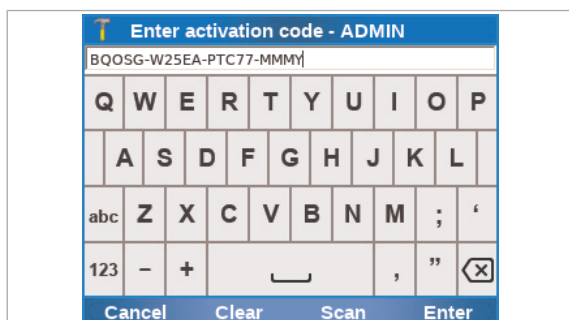 Enter activation code - ADMIN
BQOSG-W25EA-PTC77-MMMY
Q W E R T Y U I O P
A S D F G H J K L
abc Z X C V B N M ; ‘
123 - + , ”
Cancel Clear Scan Enter